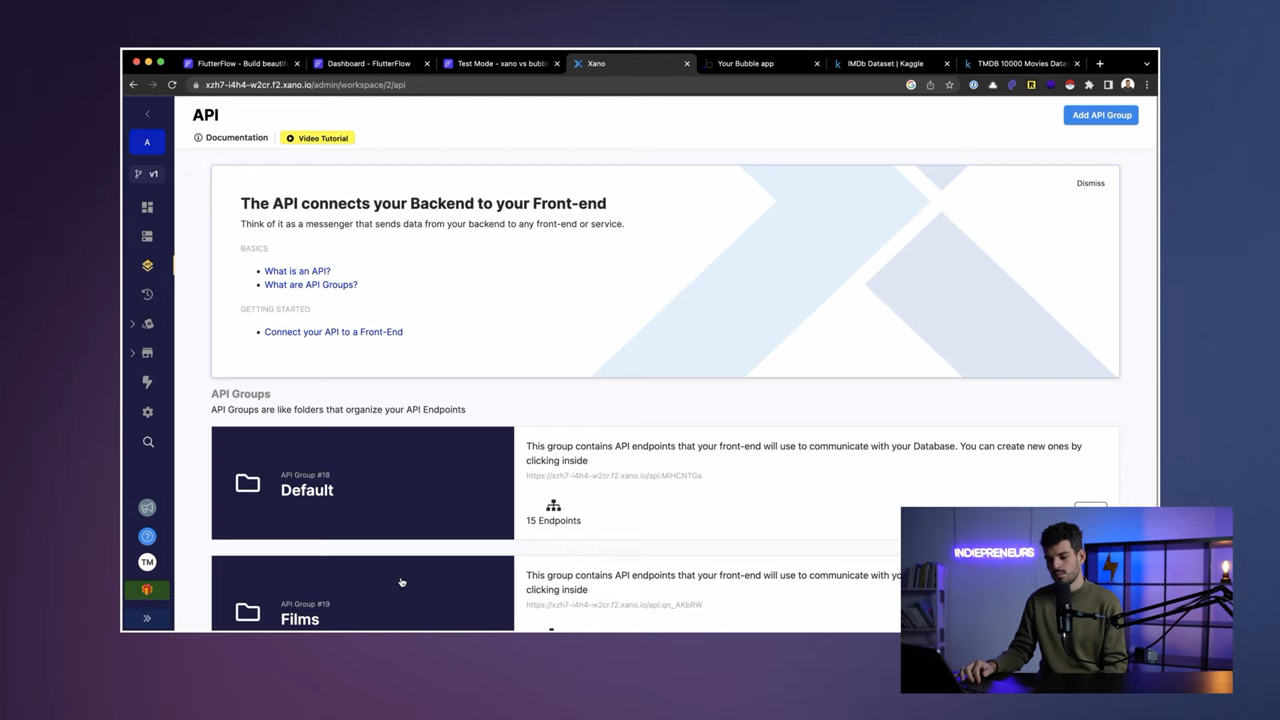 FlutterFlow - Build beautif
Dashboard - FlutterFlow
Test Mode - xano vs bubb
Xano
Your Bubble app
IMDb Dataset | Kaggle
TMDB 10000 Movies Data
xzh7-i4h4-w2cr.f2.xano.io/admin/workspace/2/api
A
v1
TM
API
Documentation
Video Tutorial
Add API Group
Dismiss
The API connects your Backend to your Front-end
Think of it as a messenger that sends data from your backend to any front-end or service.
BASICS
• What is an API?
• What are API Groups?
GETTING STARTED
• Connect your API to a Front-End
API Groups
API Groups are like folders that organize your API Endpoints
API Group #18
Default
This group contains API endpoints that your front-end will use to communicate with your Database. You can create new ones by
clicking inside
https://xzh7-i4h4-w2cr.f2.xano.io/api:MiHCNTGa
15 Endpoints
API Group #19
Films
This group contains API endpoints that your front-end will use to communicate with yo
clicking inside
https://xzh7-i4h4-w2cr.f2.xano.io/api:qn_AKbRW
INDIEPRENEURS